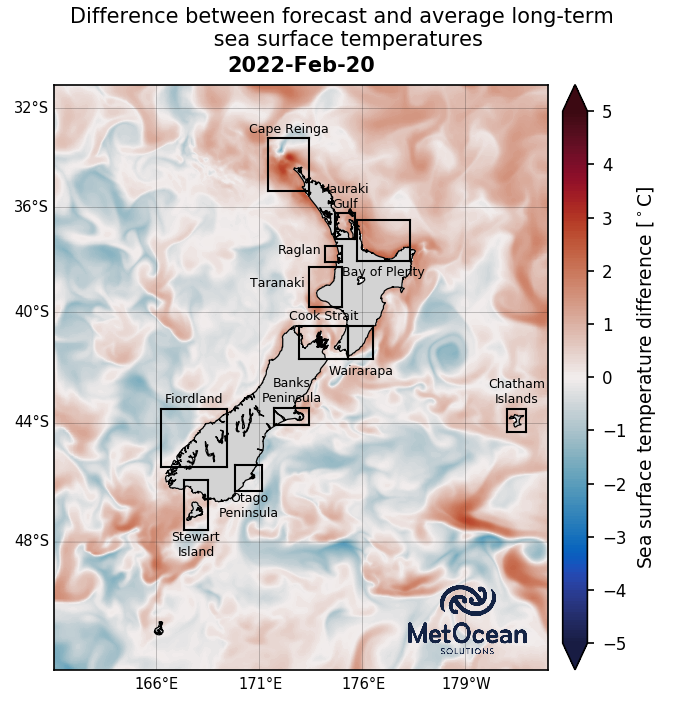 Difference between forecast and average long-term
sea surface temperatures
2022-Feb-20
32°S
36°S
40°S
44°S
48°S
166°E
171°E
176°E
179°W
Cape Reinga
Hauraki
Gulf
Raglan
Bay of Plenty
Taranaki
Cook Strait
Wairarapa
Banks
Peninsula
Fiordland
Chatham
Islands
Otago
Peninsula
Stewart
Island
MetOcean
SOLUTIONS
5
4
3
2
1
0
−1
−2
−3
−4
−5
Sea surface temperature difference [°C]